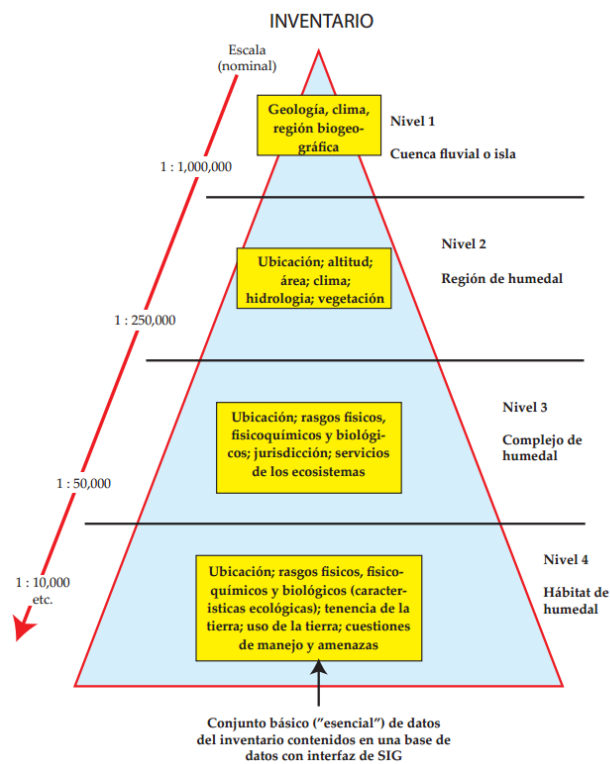 INVENTARIO
Escala
(nominal)
Geología, clima,
región biogeo-
gráfica
Nivel 1
Cuenca fluvial o isla
1 : 1,000,000
Nivel 2
Región de humedal
Ubicación; altitud;
área; clima;
hidrologia; vegetación
1 : 250,000
Nivel 3
Complejo de
humedal
Ubicación; rasgos fisicos,
fisicoquímicos y biológi-
cos; jurisdicción; servicios
de los ecosistemas
1 : 50,000
Nivel 4
Hábitat de
humedal
Ubicación; rasgos fisicos, fisico-
químicos y biológicos (caracter-
isticas ecológicas); tenencia de la
tierra; uso de la tierra; cuestiones
de manejo y amenazas
1 : 10,000
etc.
Conjunto básico ("esencial") de datos
del inventario contenidos en una base de
datos con interfaz de SIG